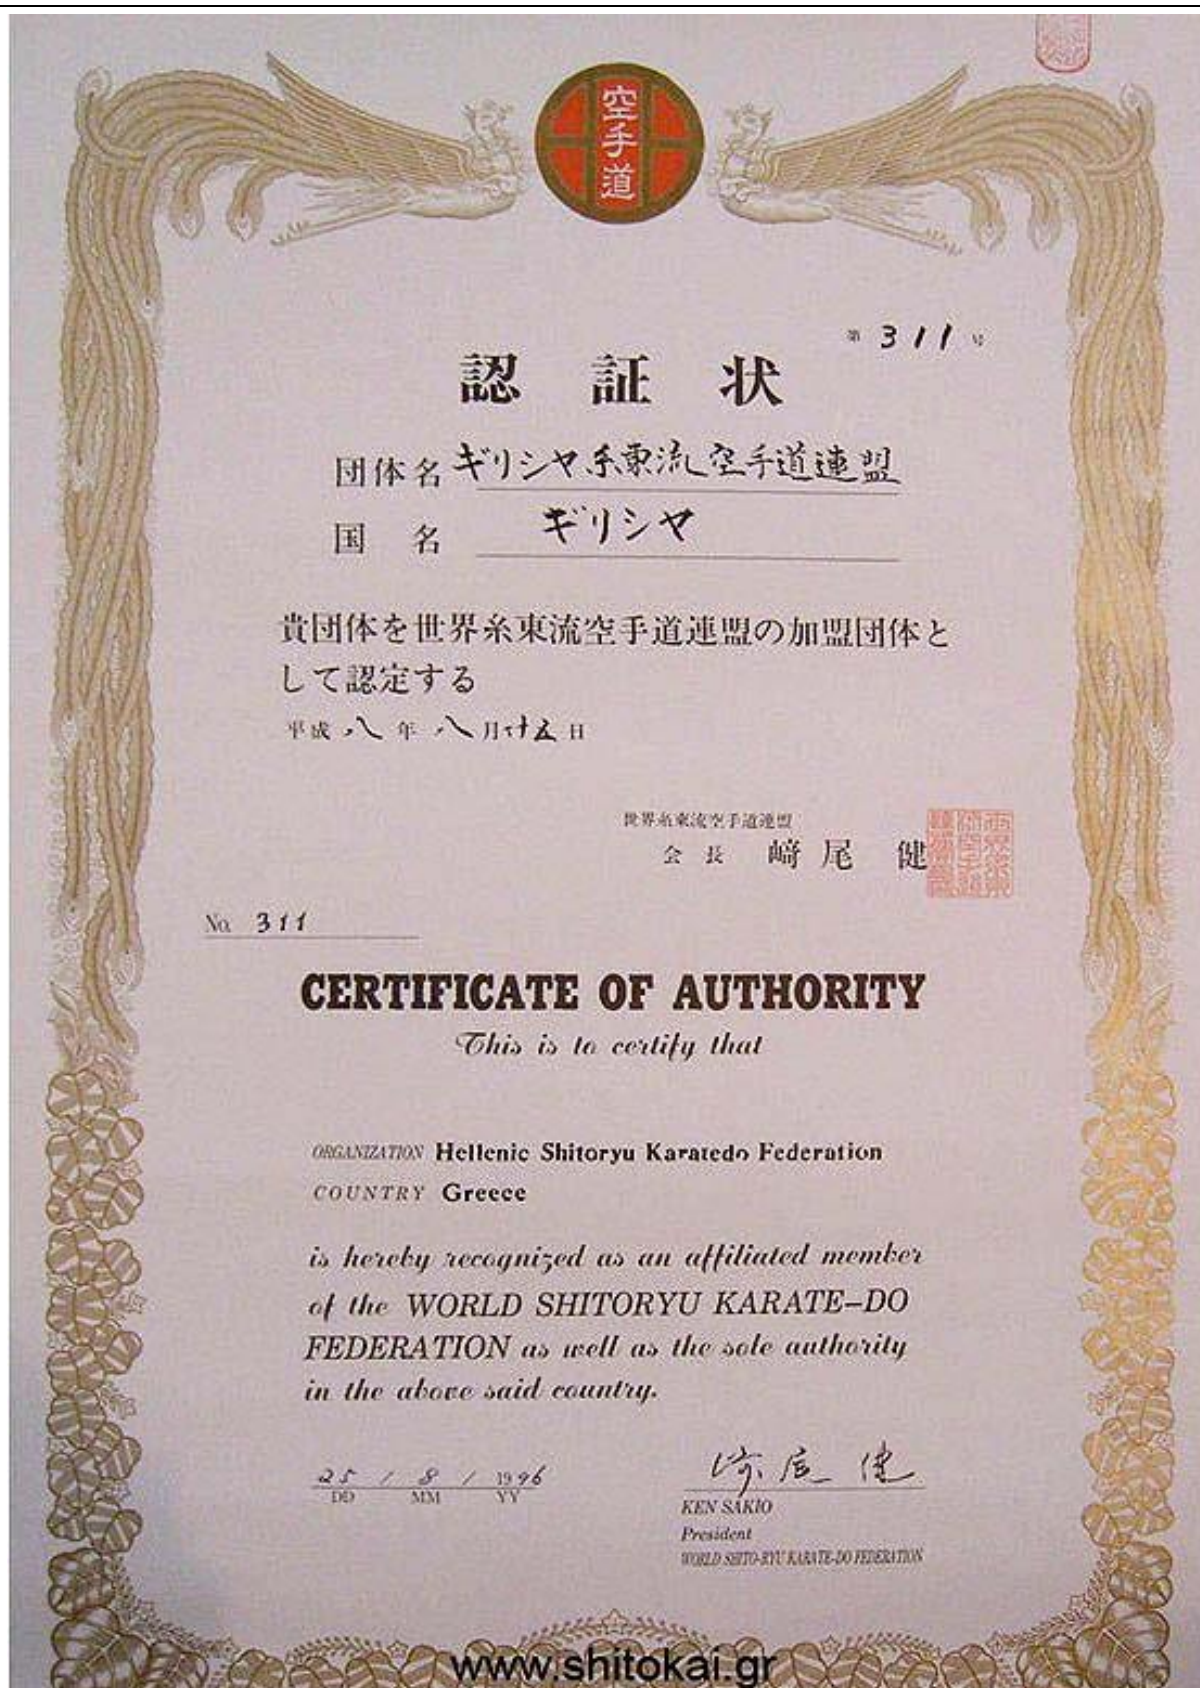 空手道
第311号
認証状
団体名 ギリシヤ糸東流空手道連盟
国名 ギリシヤ
貴団体を世界糸東流空手道連盟の加盟団体と
して認定する
平成八年八月廿五日
世界糸東流空手道連盟
会長 﨑尾 健
No. 311
CERTIFICATE OF AUTHORITY
This is to certify that
ORGANIZATION Hellenic Shitoryu Karatedo Federation
COUNTRY Greece
is hereby recognized as an affiliated member
of the WORLD SHITORYU KARATE-DO
FEDERATION as well as the sole authority
in the above said country.
25 / 8 / 1996
DD MM YY
﨑尾 健
KEN SAKIO
President
WORLD SHITO-RYU KARATE-DO FEDERATION
www.shitokai.gr